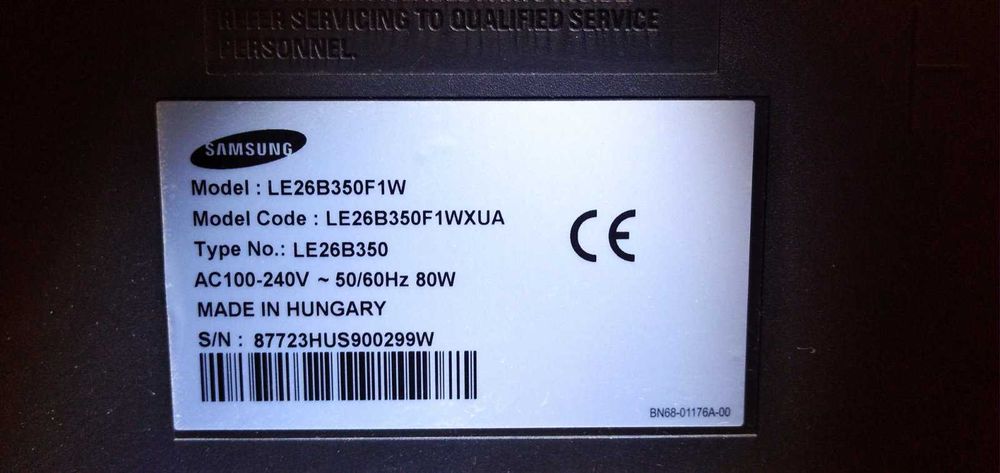 REFER SERVICING TO QUALIFIED SERVICE
PERSONNEL.
SAMSUNG
Model : LE26B350F1W
Model Code : LE26B350F1WXUA
Type No.: LE26B350
AC100-240V ~ 50/60Hz 80W
MADE IN HUNGARY
S/N : 87723HUS900299W
CE
BN68-01176A-00